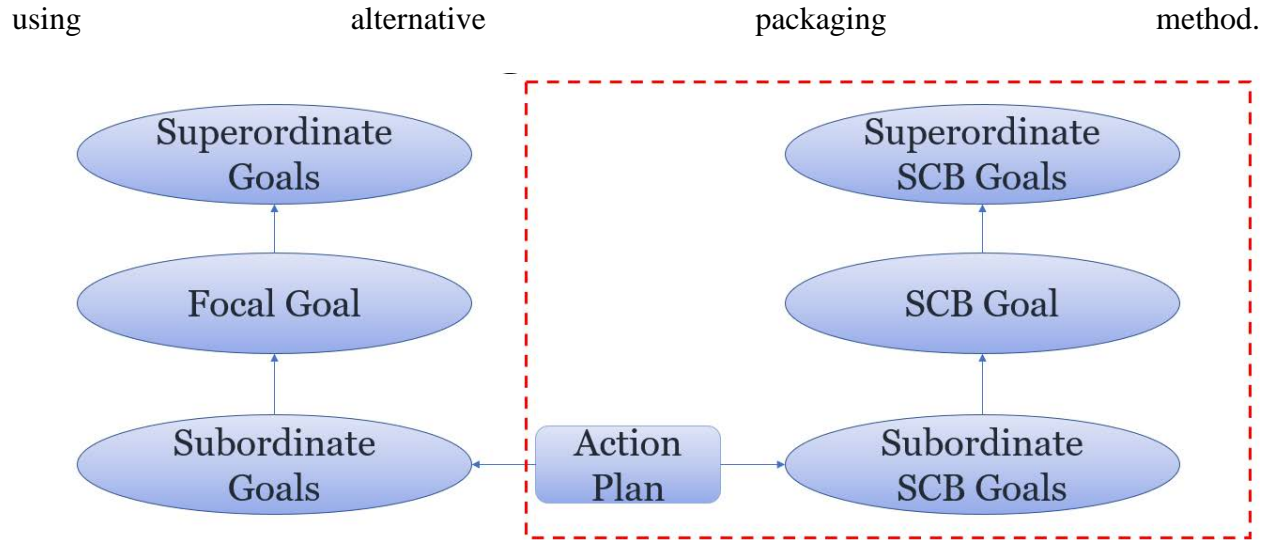 using alternative packaging method.
Superordinate
Goals
Superordinate
SCB Goals
Focal Goal
SCB Goal
Subordinate
Goals
Action
Plan
Subordinate
SCB Goals